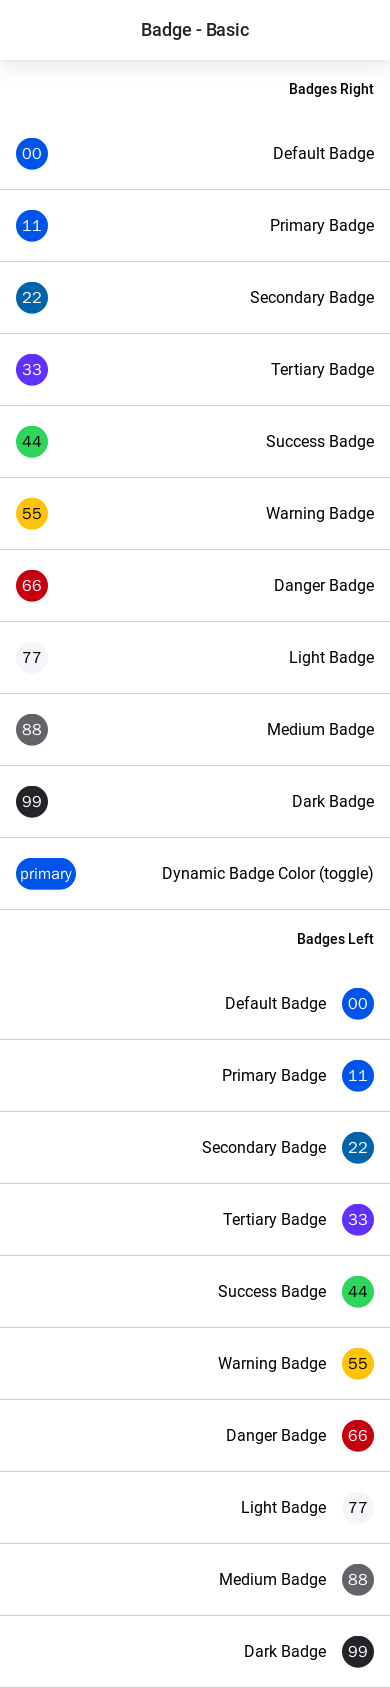 Badge - Basic
Badges Right
00 Default Badge
11 Primary Badge
22 Secondary Badge
33 Tertiary Badge
44 Success Badge
55 Warning Badge
66 Danger Badge
77 Light Badge
88 Medium Badge
99 Dark Badge
primary Dynamic Badge Color (toggle)
Badges Left
Default Badge 00
Primary Badge 11
Secondary Badge 22
Tertiary Badge 33
Success Badge 44
Warning Badge 55
Danger Badge 66
Light Badge 77
Medium Badge 88
Dark Badge 99